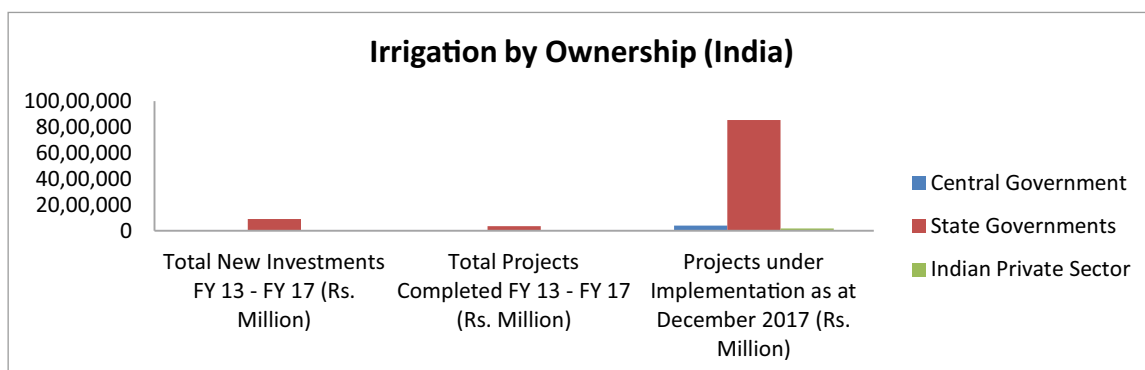 Irrigation by Ownership (India)
100,00,000
80,00,000
60,00,000
40,00,000
20,00,000
0
Total New Investments
FY 13 - FY 17 (Rs.
Million)
Total Projects
Completed FY 13 - FY 17
(Rs. Million)
Projects under
Implementation as at
December 2017 (Rs.
Million)
Central Government
State Governments
Indian Private Sector